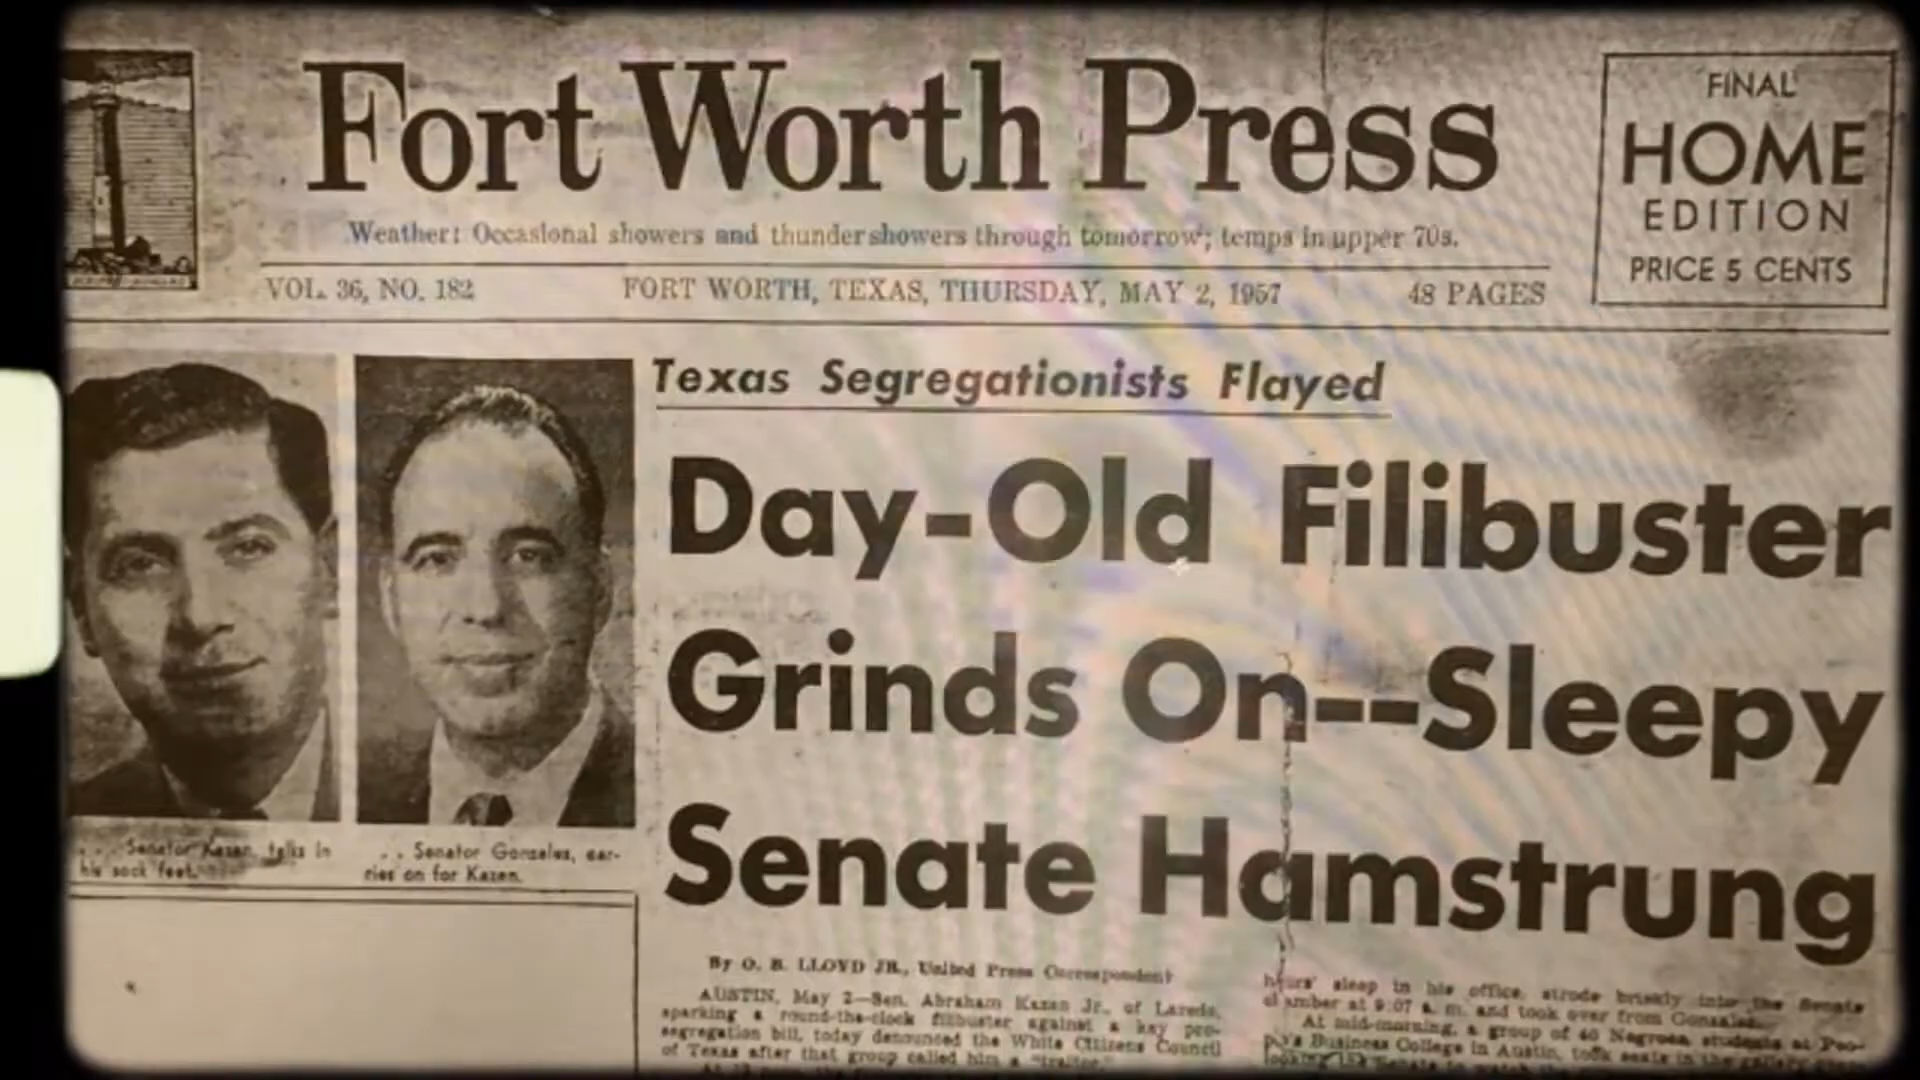 Fort Worth Press
FINAL
HOME
EDITION
PRICE 5 CENTS
Weather: Occasional showers and thundershowers through tomorrow; temps in upper 70s.
VOL. 36, NO. 182 FORT WORTH, TEXAS, THURSDAY, MAY 2, 1957 48 PAGES
Texas Segregationists Flayed
Day-Old Filibuster
Grinds On--Sleepy
Senate Hamstrung
. . Senator Kazen, talks in
his sock feet.
. . Senator Gonzales, car-
ries on for Kazen.
By O. B. LLOYD JR., United Press Correspondent
AUSTIN, May 2—Sen. Abraham Kazen Jr., of Laredo,
sparking a round-the-clock filibuster against a key pro-
segregation bill, today denounced the White Citizens Council
of Texas after that group called him a "traitor."
hours' sleep in his office, strode briskly into the Senate
chamber at 9:07 a. m. and took over from Gonzales.
At mid-morning, a group of 40 Negroes, students at
Business College in Austin, took seats in the gallery